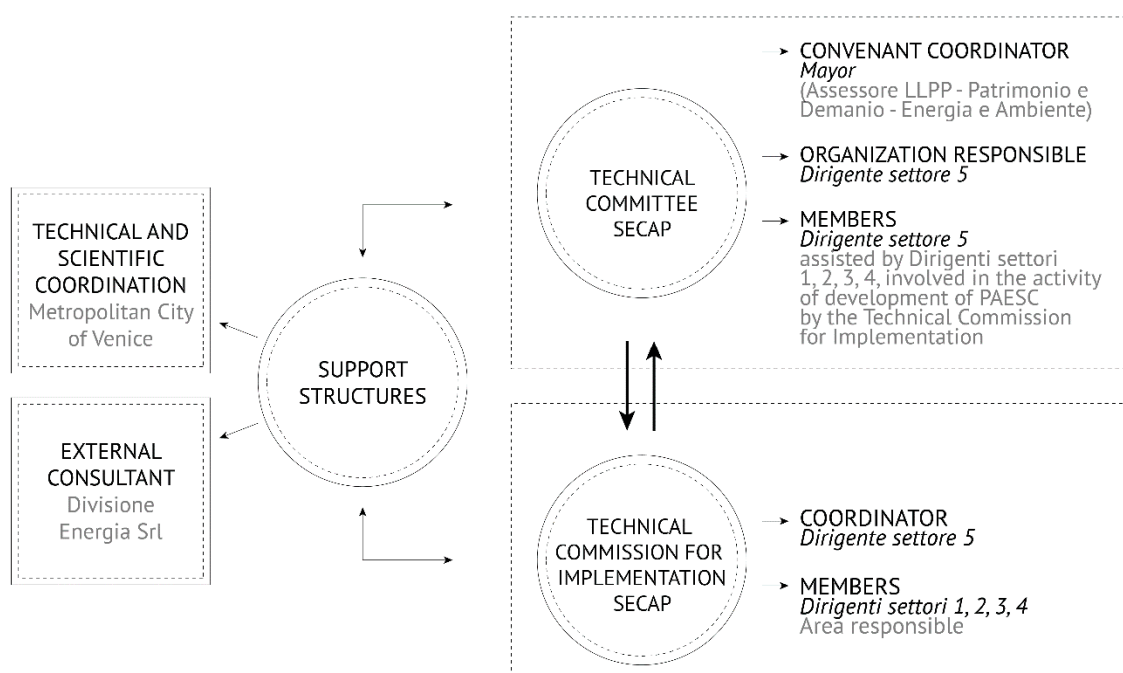 TECHNICAL AND
SCIENTIFIC
COORDINATION
Metropolitan City
of Venice
EXTERNAL
CONSULTANT
Divisione
Energia Srl
SUPPORT
STRUCTURES
TECHNICAL
COMMITTEE
SECAP
CONVENANT COORDINATOR
Mayor
(Assessore LLPP - Patrimonio e
Demanio - Energia e Ambiente)
ORGANIZATION RESPONSIBLE
Dirigente settore 5
MEMBERS
Dirigente settore 5
assisted by Dirigenti settori
1, 2, 3, 4, involved in the activity
of development of PAESC
by the Technical Commission
for Implementation
TECHNICAL
COMMISSION FOR
IMPLEMENTATION
SECAP
COORDINATOR
Dirigente settore 5
MEMBERS
Dirigenti settori 1, 2, 3, 4
Area responsible